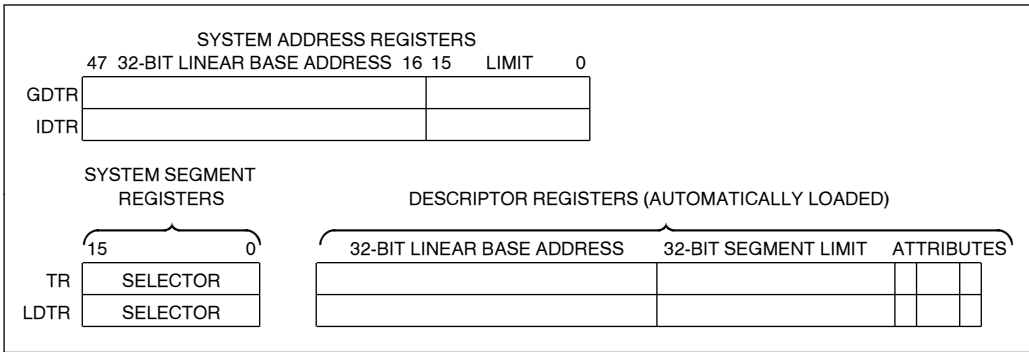 SYSTEM ADDRESS REGISTERS
47 32-BIT LINEAR BASE ADDRESS 16 15 LIMIT 0
GDTR
IDTR
SYSTEM SEGMENT
REGISTERS
DESCRIPTOR REGISTERS (AUTOMATICALLY LOADED)
15 0 32-BIT LINEAR BASE ADDRESS 32-BIT SEGMENT LIMIT ATTRIBUTES
TR SELECTOR
LDTR SELECTOR